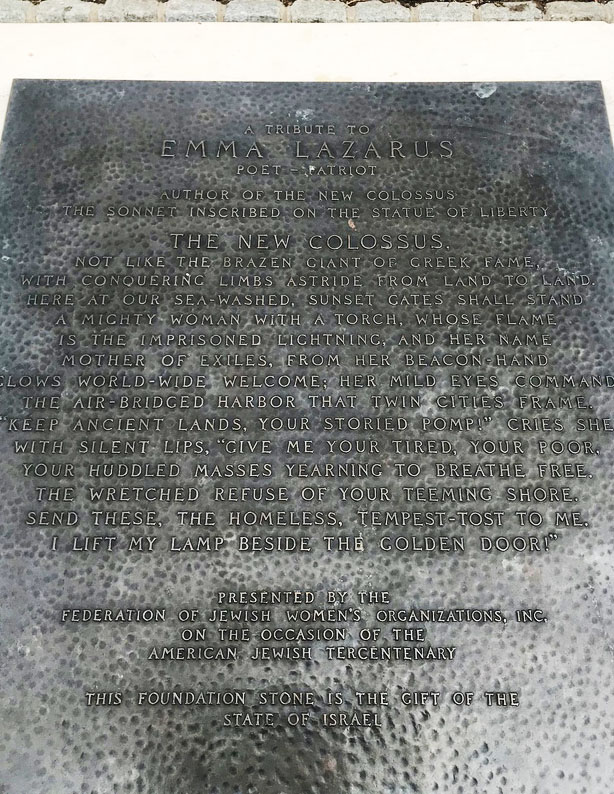 A TRIBUTE TO
EMMA LAZARUS
POET - PATRIOT
AUTHOR OF THE NEW COLOSSUS
THE SONNET INSCRIBED ON THE STATUE OF LIBERTY
THE NEW COLOSSUS.
NOT LIKE THE BRAZEN GIANT OF GREEK FAME,
WITH CONQUERING LIMBS ASTRIDE FROM LAND TO LAND.
HERE AT OUR SEA-WASHED, SUNSET GATES SHALL STAND
A MIGHTY WOMAN WITH A TORCH, WHOSE FLAME
IS THE IMPRISONED LIGHTNING, AND HER NAME
MOTHER OF EXILES, FROM HER BEACON-HAND
GLOWS WORLD-WIDE WELCOME; HER MILD EYES COMMAND
THE AIR-BRIDGED HARBOR THAT TWIN CITIES FRAME.
"KEEP ANCIENT LANDS, YOUR STORIED POMP!" CRIES SHE
WITH SILENT LIPS, "GIVE ME YOUR TIRED, YOUR POOR,
YOUR HUDDLED MASSES YEARNING TO BREATHE FREE,
THE WRETCHED REFUSE OF YOUR TEEMING SHORE.
SEND THESE, THE HOMELESS, TEMPEST-TOST TO ME,
I LIFT MY LAMP BESIDE THE GOLDEN DOOR!"
PRESENTED BY THE
FEDERATION OF JEWISH WOMEN'S ORGANIZATIONS, INC.
ON THE OCCASION OF THE
AMERICAN JEWISH TERCENTENARY
THIS FOUNDATION STONE IS THE GIFT OF THE
STATE OF ISRAEL